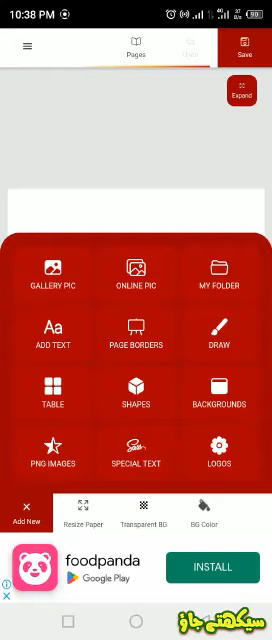 10:38 PM
Pages
Undo
Save
Expand
GALLERY PIC
ONLINE PIC
MY FOLDER
Aa
ADD TEXT
PAGE BORDERS
DRAW
TABLE
SHAPES
BACKGROUNDS
PNG IMAGES
SPECIAL TEXT
LOGOS
Add New
Resize Paper
Transparent BG
BG Color
foodpanda
Google Play
INSTALL
سیکھتے جاؤ